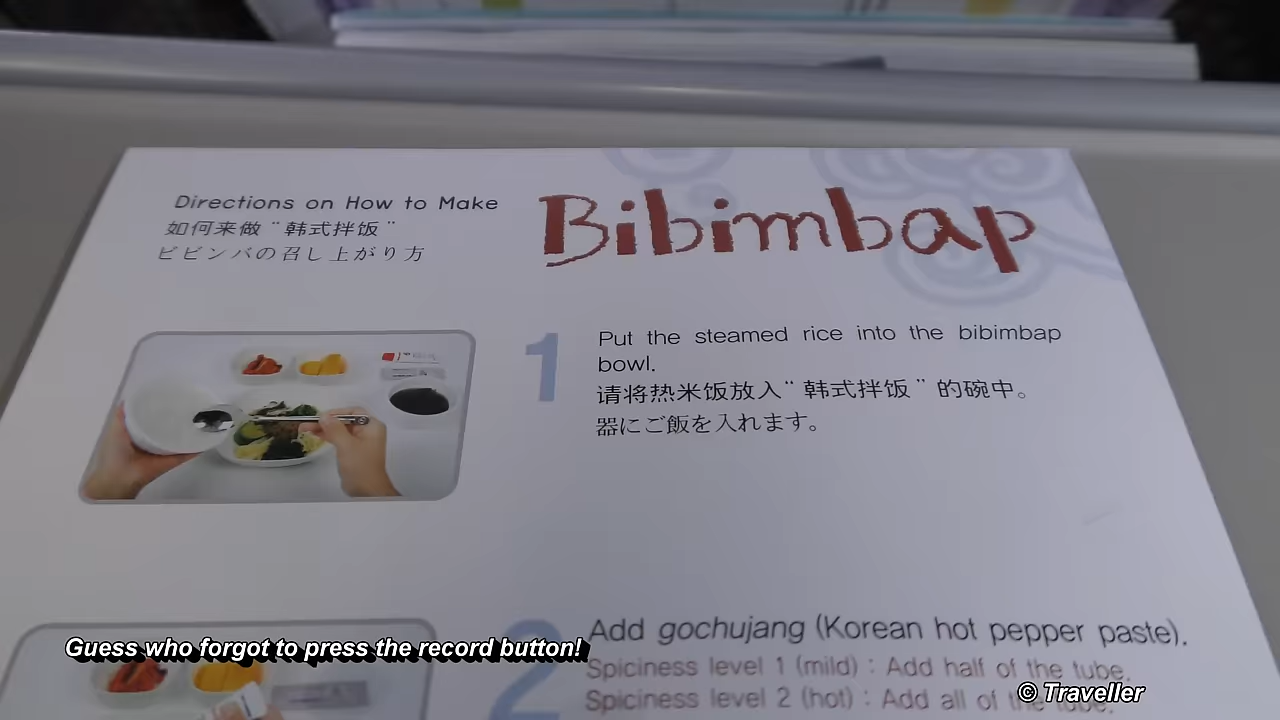 Directions on How to Make
如何来做“韩式拌饭”
ビビンバの召し上がり方
Bibimbap
1
Put the steamed rice into the bibimbap
bowl.
请将热米饭放入“韩式拌饭”的碗中。
器にご飯を入れます。
2
Add gochujang (Korean hot pepper paste).
Spiciness level 1 (mild) : Add half of the tube.
Spiciness level 2 (hot) : Add all of the tube.
Guess who forgot to press the record button!
© Traveller